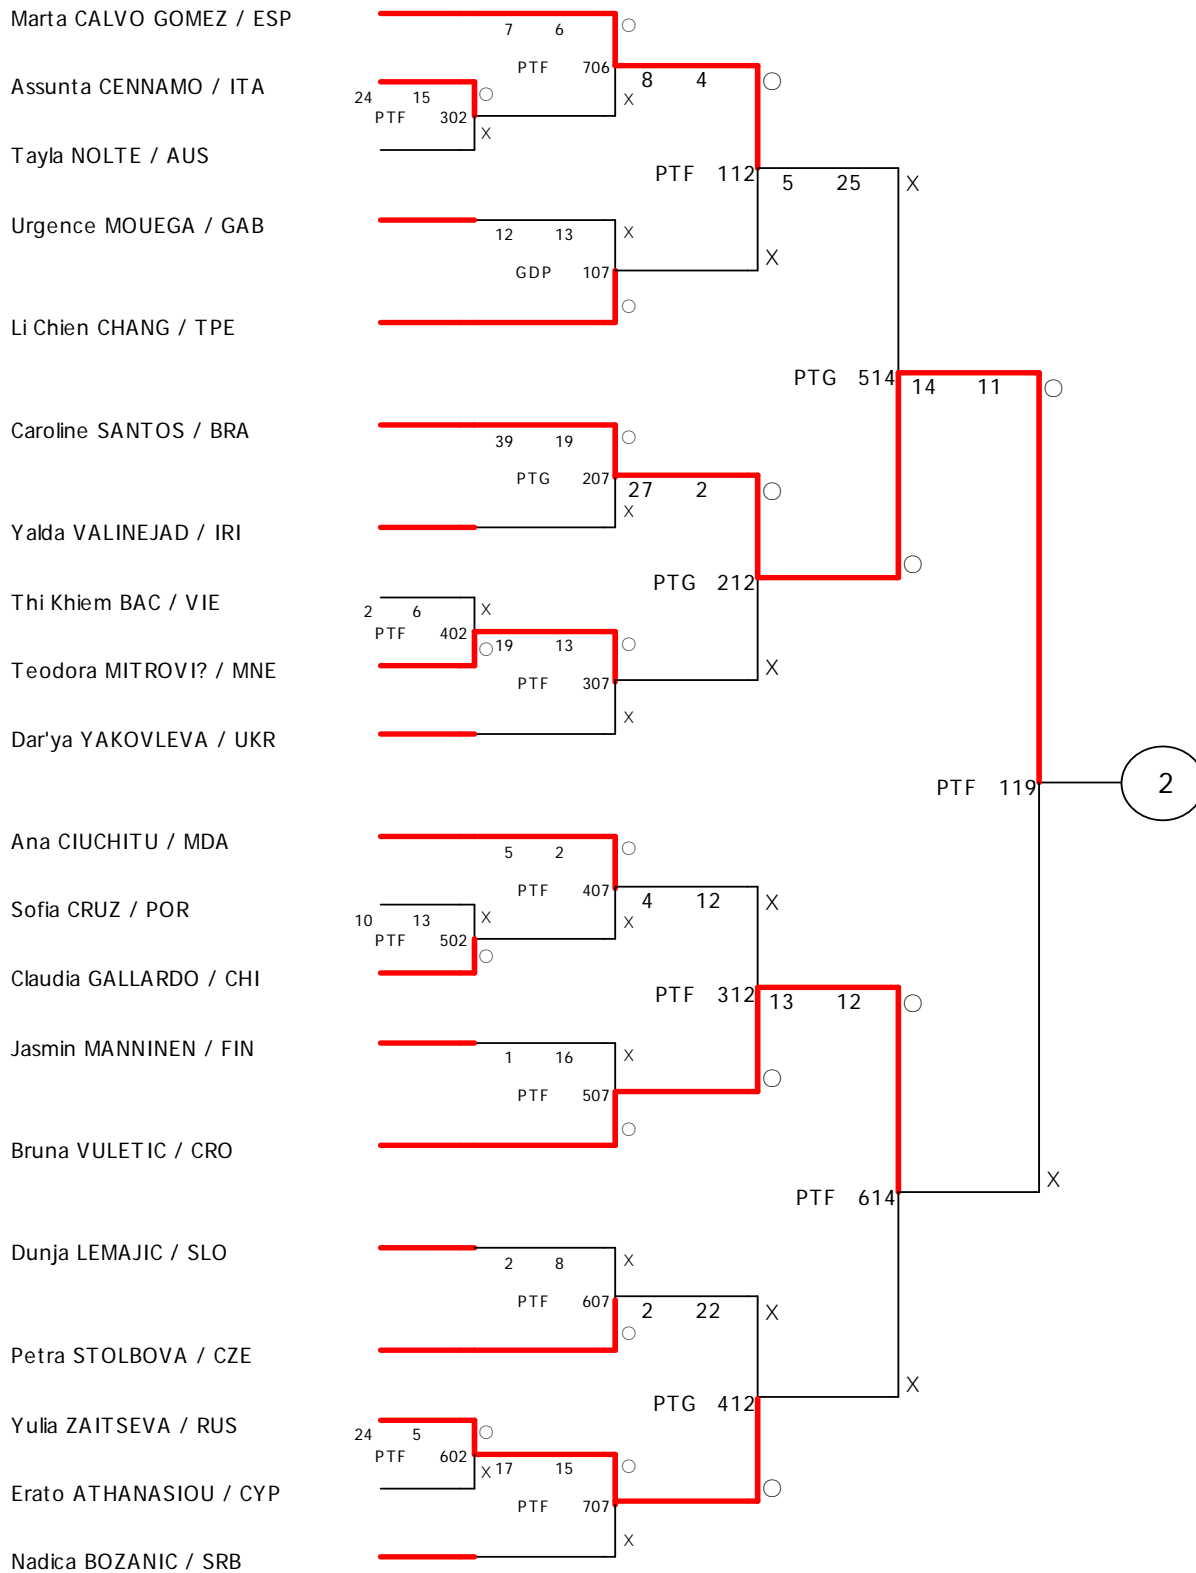 Marta CALVO GOMEZ / ESP
7 6
PTF 706
8 4
Assunta CENNAMO / ITA
24 15
PTF 302
X
X
Tayla NOLTE / AUS
PTF 112
5 25
X
Urgence MOUEGA / GAB
12 13
X
GDP 107
X
Li Chien CHANG / TPE
PTG 514
14 11
Caroline SANTOS / BRA
39 19
PTG 207
27 2
X
Yalda VALINEJAD / IRI
PTG 212
Thi Khiem BAC / VIE
2 6
X
PTF 402
19 13
Teodora MITROVI? / MNE
PTF 307
X
X
Dar'ya YAKOVLEVA / UKR
PTF 119
2
Ana CIUCHITU / MDA
5 2
PTF 407
4 12
X
Sofia CRUZ / POR
10 13
X
X
PTF 502
Claudia GALLARDO / CHI
PTF 312
13 12
Jasmin MANNINEN / FIN
1 16
X
PTF 507
Bruna VULETIC / CRO
PTF 614
X
Dunja LEMAJIC / SLO
2 8
X
PTF 607
2 22
X
Petra STOLBOVA / CZE
X
PTG 412
Yulia ZAITSEVA / RUS
24 5
PTF 602
X
17 15
Erato ATHANASIOU / CYP
PTF 707
X
Nadica BOZANIC / SRB